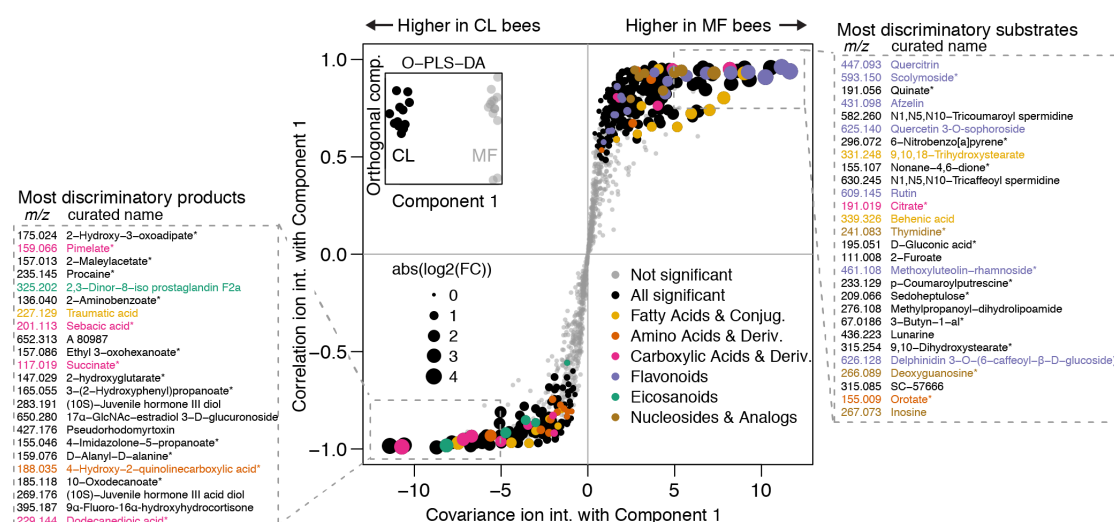 Higher in CL bees
Higher in MF bees
O−PLS−DA
CL
MF
Orthogonal comp.
Component 1
abs(log2(FC))
0
1
2
3
4
Not significant
All significant
Fatty Acids & Conjug.
Amino Acids & Deriv.
Carboxylic Acids & Deriv.
Flavonoids
Eicosanoids
Nucleosides & Analogs
Correlation ion int. with Component 1
1.0
0.5
0.0
−0.5
−1.0
−10
−5
0
5
10
Covariance ion int. with Component 1
Most discriminatory products
m/z curated name
175.024 2−Hydroxy−3−oxoadipate*
159.066 Pimelate*
157.013 2−Maleylacetate*
235.145 Procaine*
325.202 2,3−Dinor−8−iso prostaglandin F2a
136.040 2−Aminobenzoate*
227.129 Traumatic acid
201.113 Sebacic acid*
652.313 A 80987
157.086 Ethyl 3−oxohexanoate*
117.019 Succinate*
147.029 2−hydroxyglutarate*
165.055 3−(2−Hydroxyphenyl)propanoate*
283.191 (10S)−Juvenile hormone III diol
650.280 17α−GlcNAc−estradiol 3−D−glucuronoside
427.176 Pseudorhodomyrtoxin
155.046 4−Imidazolone−5−propanoate*
159.076 D−Alanyl−D−alanine*
188.035 4−Hydroxy−2−quinolinecarboxylic acid*
185.118 10−Oxodecanoate*
269.176 (10S)−Juvenile hormone III acid diol
395.187 9α−Fluoro−16α−hydroxyhydrocortisone
229.144 Dodecanedioic acid*
Most discriminatory substrates
m/z curated name
447.093 Quercitrin
593.150 Scolymoside*
191.056 Quinate*
431.098 Afzelin
582.260 N1,N5,N10−Tricoumaroyl spermidine
625.140 Quercetin 3−O−sophoroside
296.072 6−Nitrobenzo[a]pyrene*
331.248 9,10,18−Trihydroxystearate
155.107 Nonane−4,6−dione*
630.245 N1,N5,N10−Tricaffeoyl spermidine
609.145 Rutin
191.019 Citrate*
339.326 Behenic acid
241.083 Thymidine*
195.051 D−Gluconic acid*
111.008 2−Furoate
461.108 Methoxyluteolin−rhamnoside*
233.129 p−Coumaroylputrescine*
209.066 Sedoheptulose*
276.108 Methylpropanoyl−dihydrolipoamide
67.0186 3−Butyn−1−al*
436.223 Lunarine
315.254 9,10−Dihydroxystearate*
626.128 Delphinidin 3−O−(6−caffeoyl−β−D−glucoside)
266.089 Deoxyguanosine*
315.085 SC−57666
155.009 Orotate*
267.073 Inosine